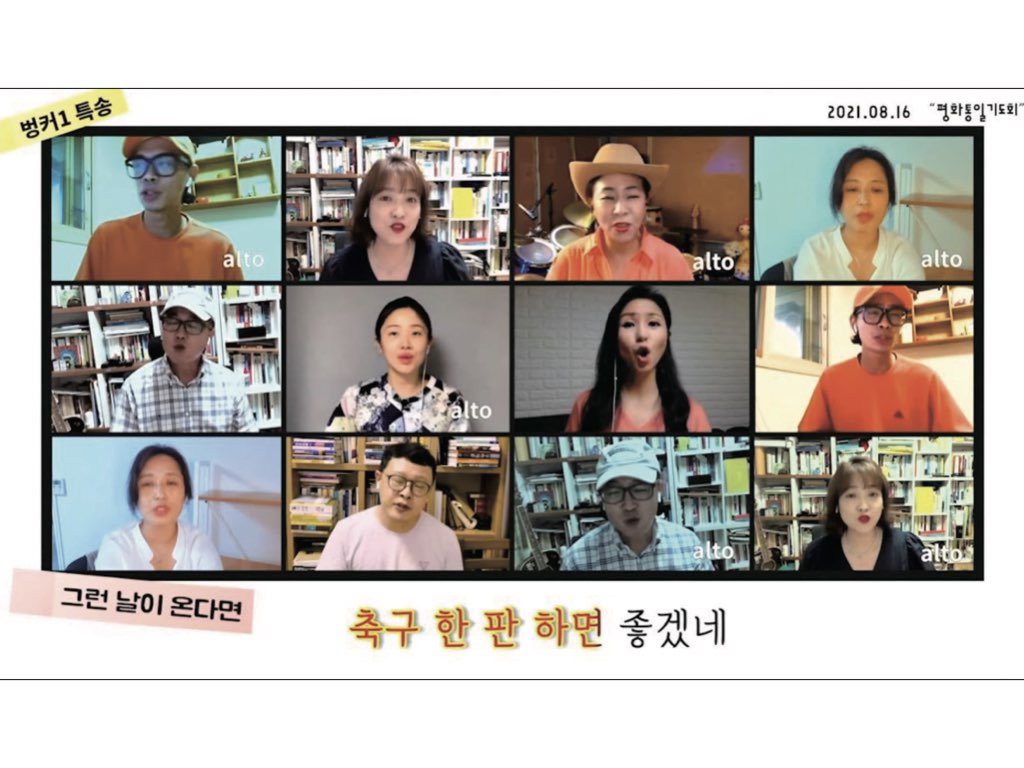 벙커1 특송
2021.08.16 “평화통일기도회”
alto
alto
alto
alto
alto
alto
그런 날이 온다면
축구 한 판 하면 좋겠네